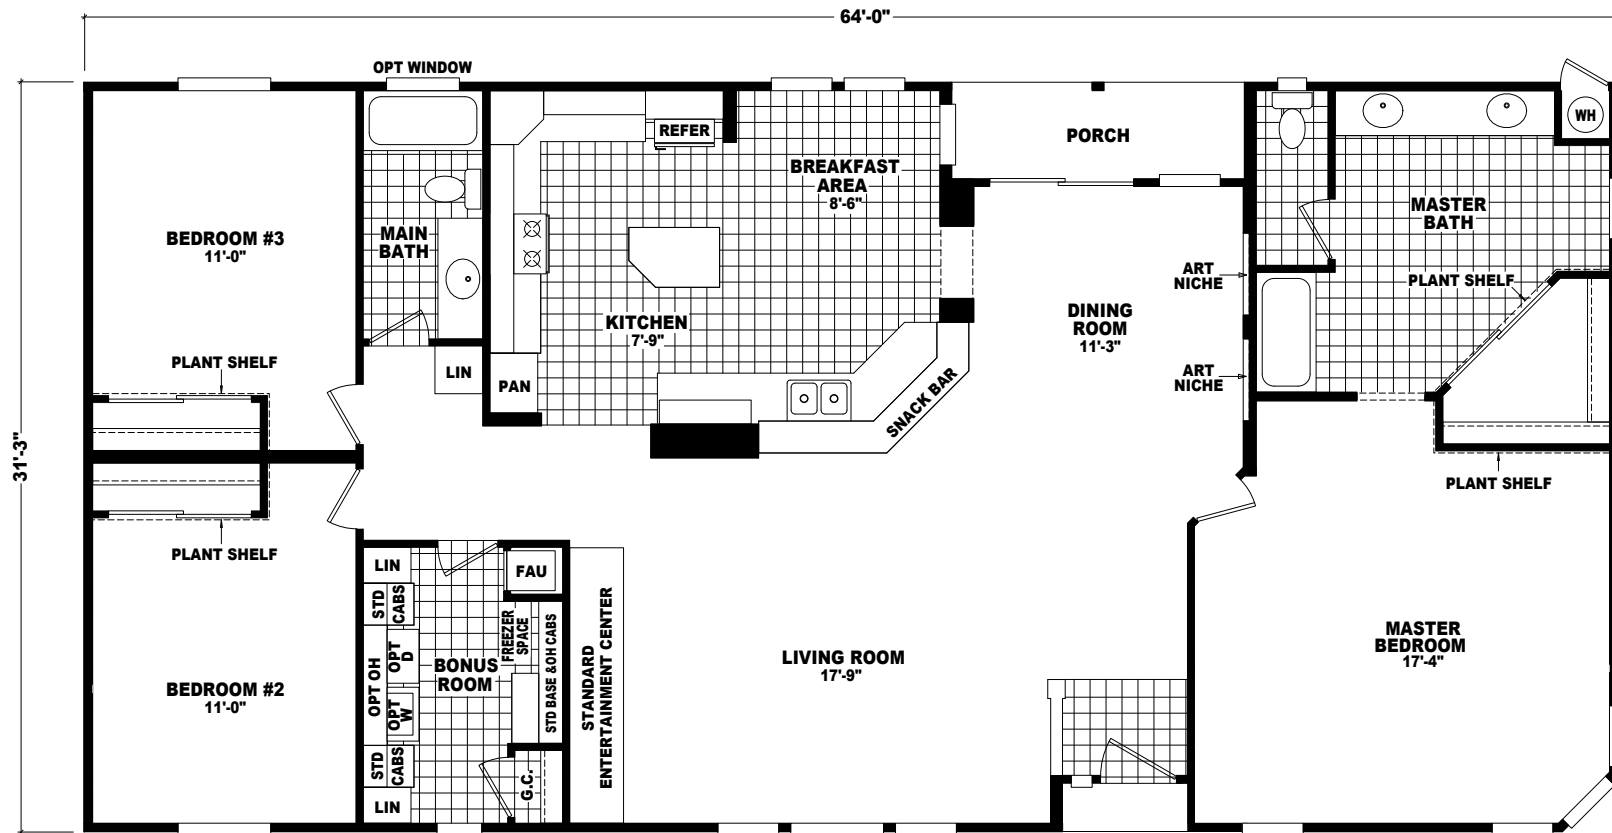 64'-0"
OPT WINDOW
31'-3"
BEDROOM #3
11'-0"
MAIN
BATH
REFER
BREAKFAST
AREA
8'-6"
PORCH
WH
MASTER
BATH
PLANT SHELF
ART
NICHE
KITCHEN
7'-9"
DINING
ROOM
11'-3"
ART
NICHE
PLANT SHELF
LIN
PAN
SNACK BAR
PLANT SHELF
PLANT SHELF
LIN
STD
CABS
OPT OH
OPT
D
OPT
W
STD
CABS
LIN
FAU
FREEZER
SPACE
STD BASE &OH CABS
BONUS
ROOM
G.C.
BEDROOM #2
11'-0"
STANDARD
ENTERTAINMENT CENTER
LIVING ROOM
17'-9"
MASTER
BEDROOM
17'-4"